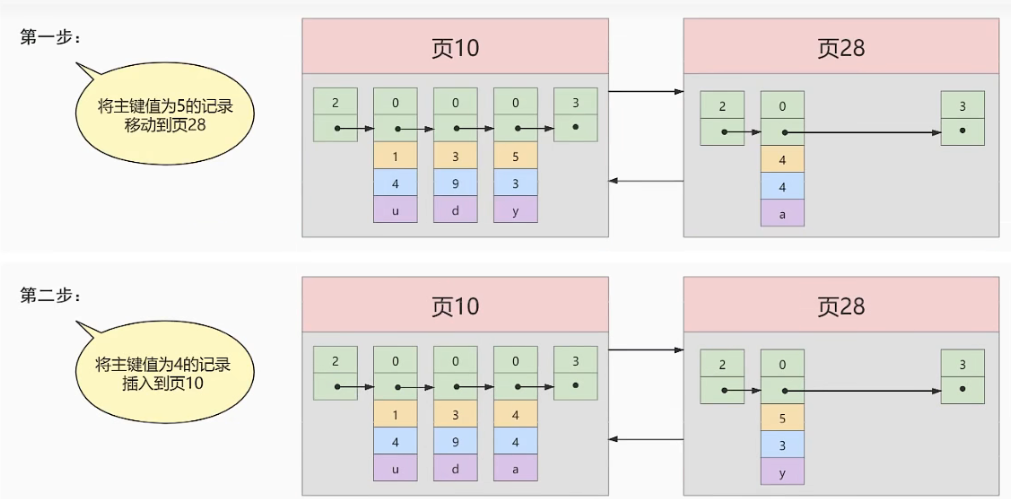 第一步：
将主键值为5的记录
移动到页28
页10
2 0 0 0 3
1 3 5
4 9 3
u d y
页28
2 0 3
4
4
a
第二步：
将主键值为4的记录
插入到页10
页10
2 0 0 0 3
1 3 4
4 9 4
u d a
页28
2 0 3
5
3
y